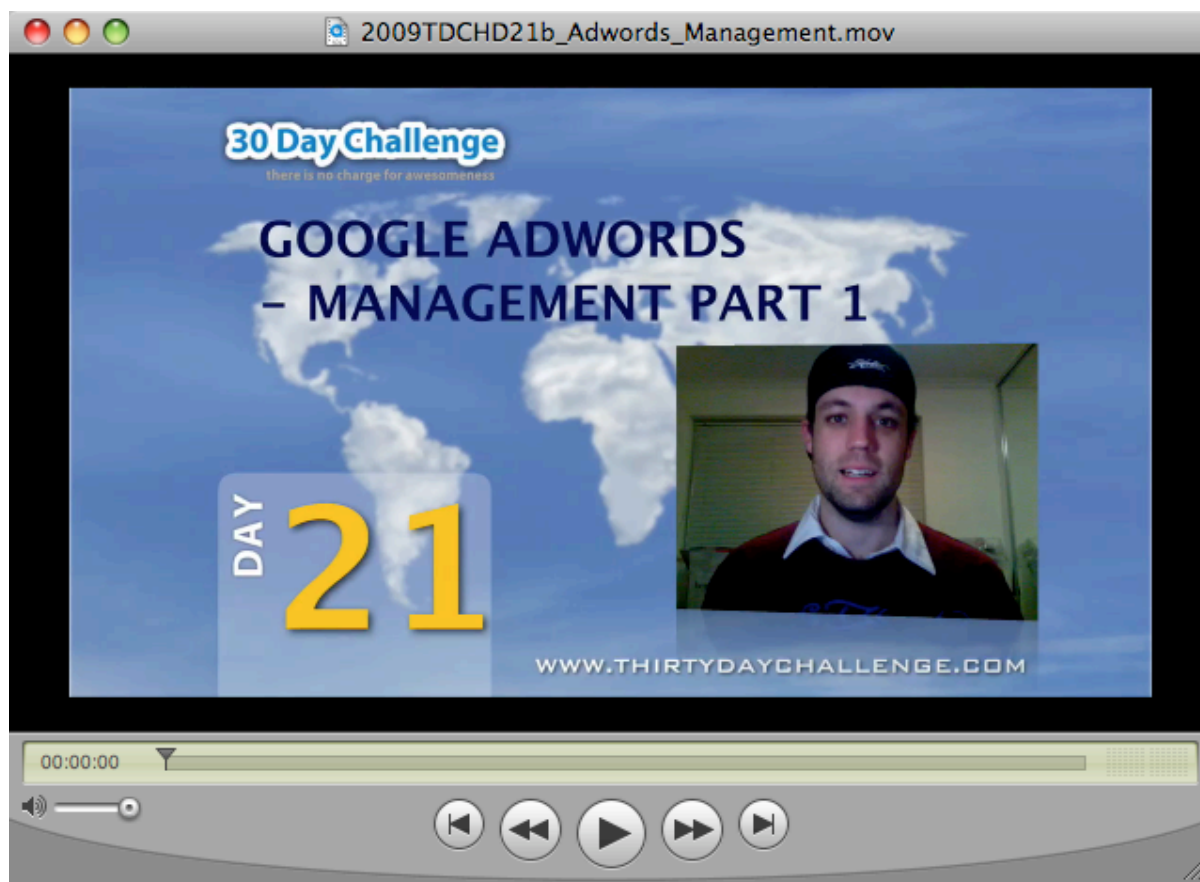 2009TDCHD21b_Adwords_Management.mov
30 Day Challenge
there is no charge for awesomeness
GOOGLE ADWORDS
– MANAGEMENT PART 1
DAY
21
WWW.THIRTYDAYCHALLENGE.COM
00:00:00